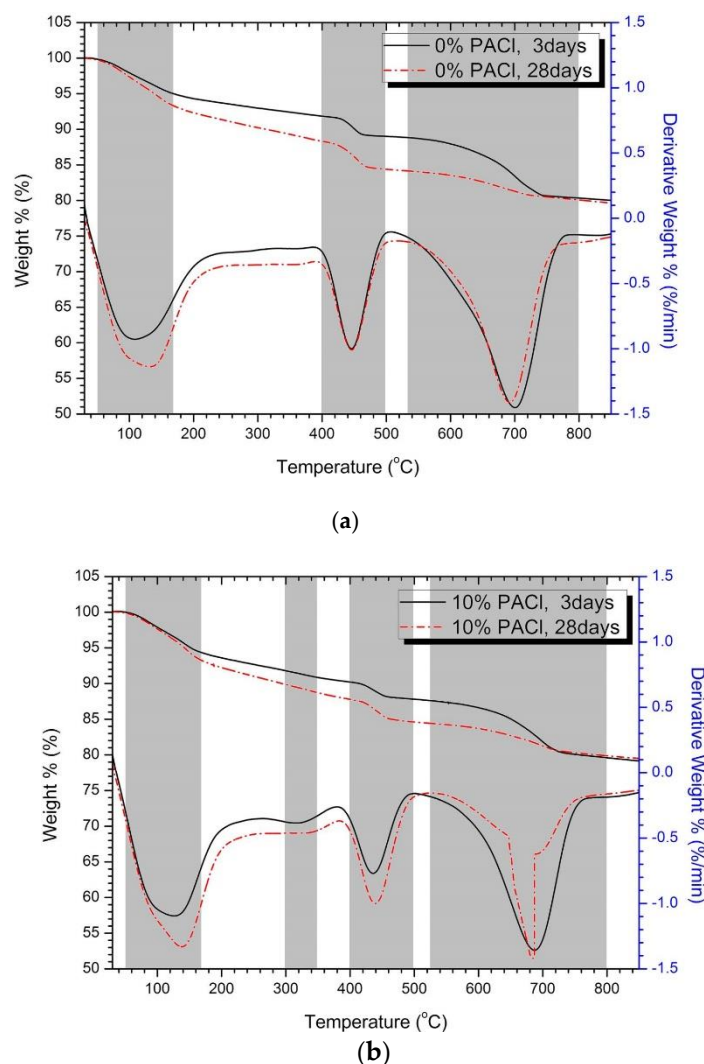 105
100
95
90
85
80
75
70
65
60
55
50
Weight % (%)
0% PACl, 3days
0% PACl, 28days
1.5
1.0
0.5
0.0
-0.5
-1.0
-1.5
Derivative Weight % (%/min)
100 200 300 400 500 600 700 800
Temperature (°C)
(a)
105
100
95
90
85
80
75
70
65
60
55
50
Weight % (%)
10% PACl, 3days
10% PACl, 28days
1.5
1.0
0.5
0.0
-0.5
-1.0
-1.5
Derivative Weight % (%/min)
100 200 300 400 500 600 700 800
Temperature (°C)
(b)